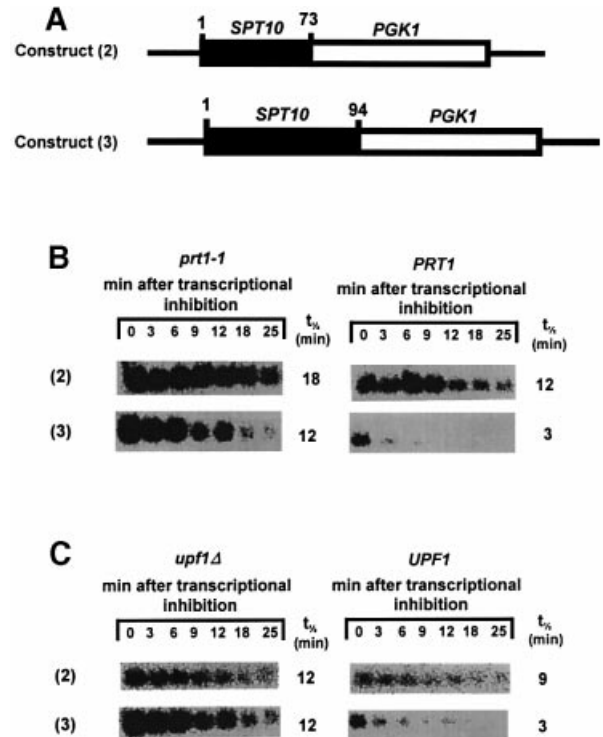 A
1 73
SPT10 PGK1
Construct (2)
1 94
SPT10 PGK1
Construct (3)
B
prt1-1 PRT1
min after transcriptional inhibition
t½ (min)
0 3 6 9 12 18 25
min after transcriptional inhibition
t½ (min)
0 3 6 9 12 18 25
(2) 18 12
(3) 12 3
C
upf1Δ UPF1
min after transcriptional inhibition
t½ (min)
0 3 6 9 12 18 25
min after transcriptional inhibition
t½ (min)
0 3 6 9 12 18 25
(2) 12 9
(3) 12 3